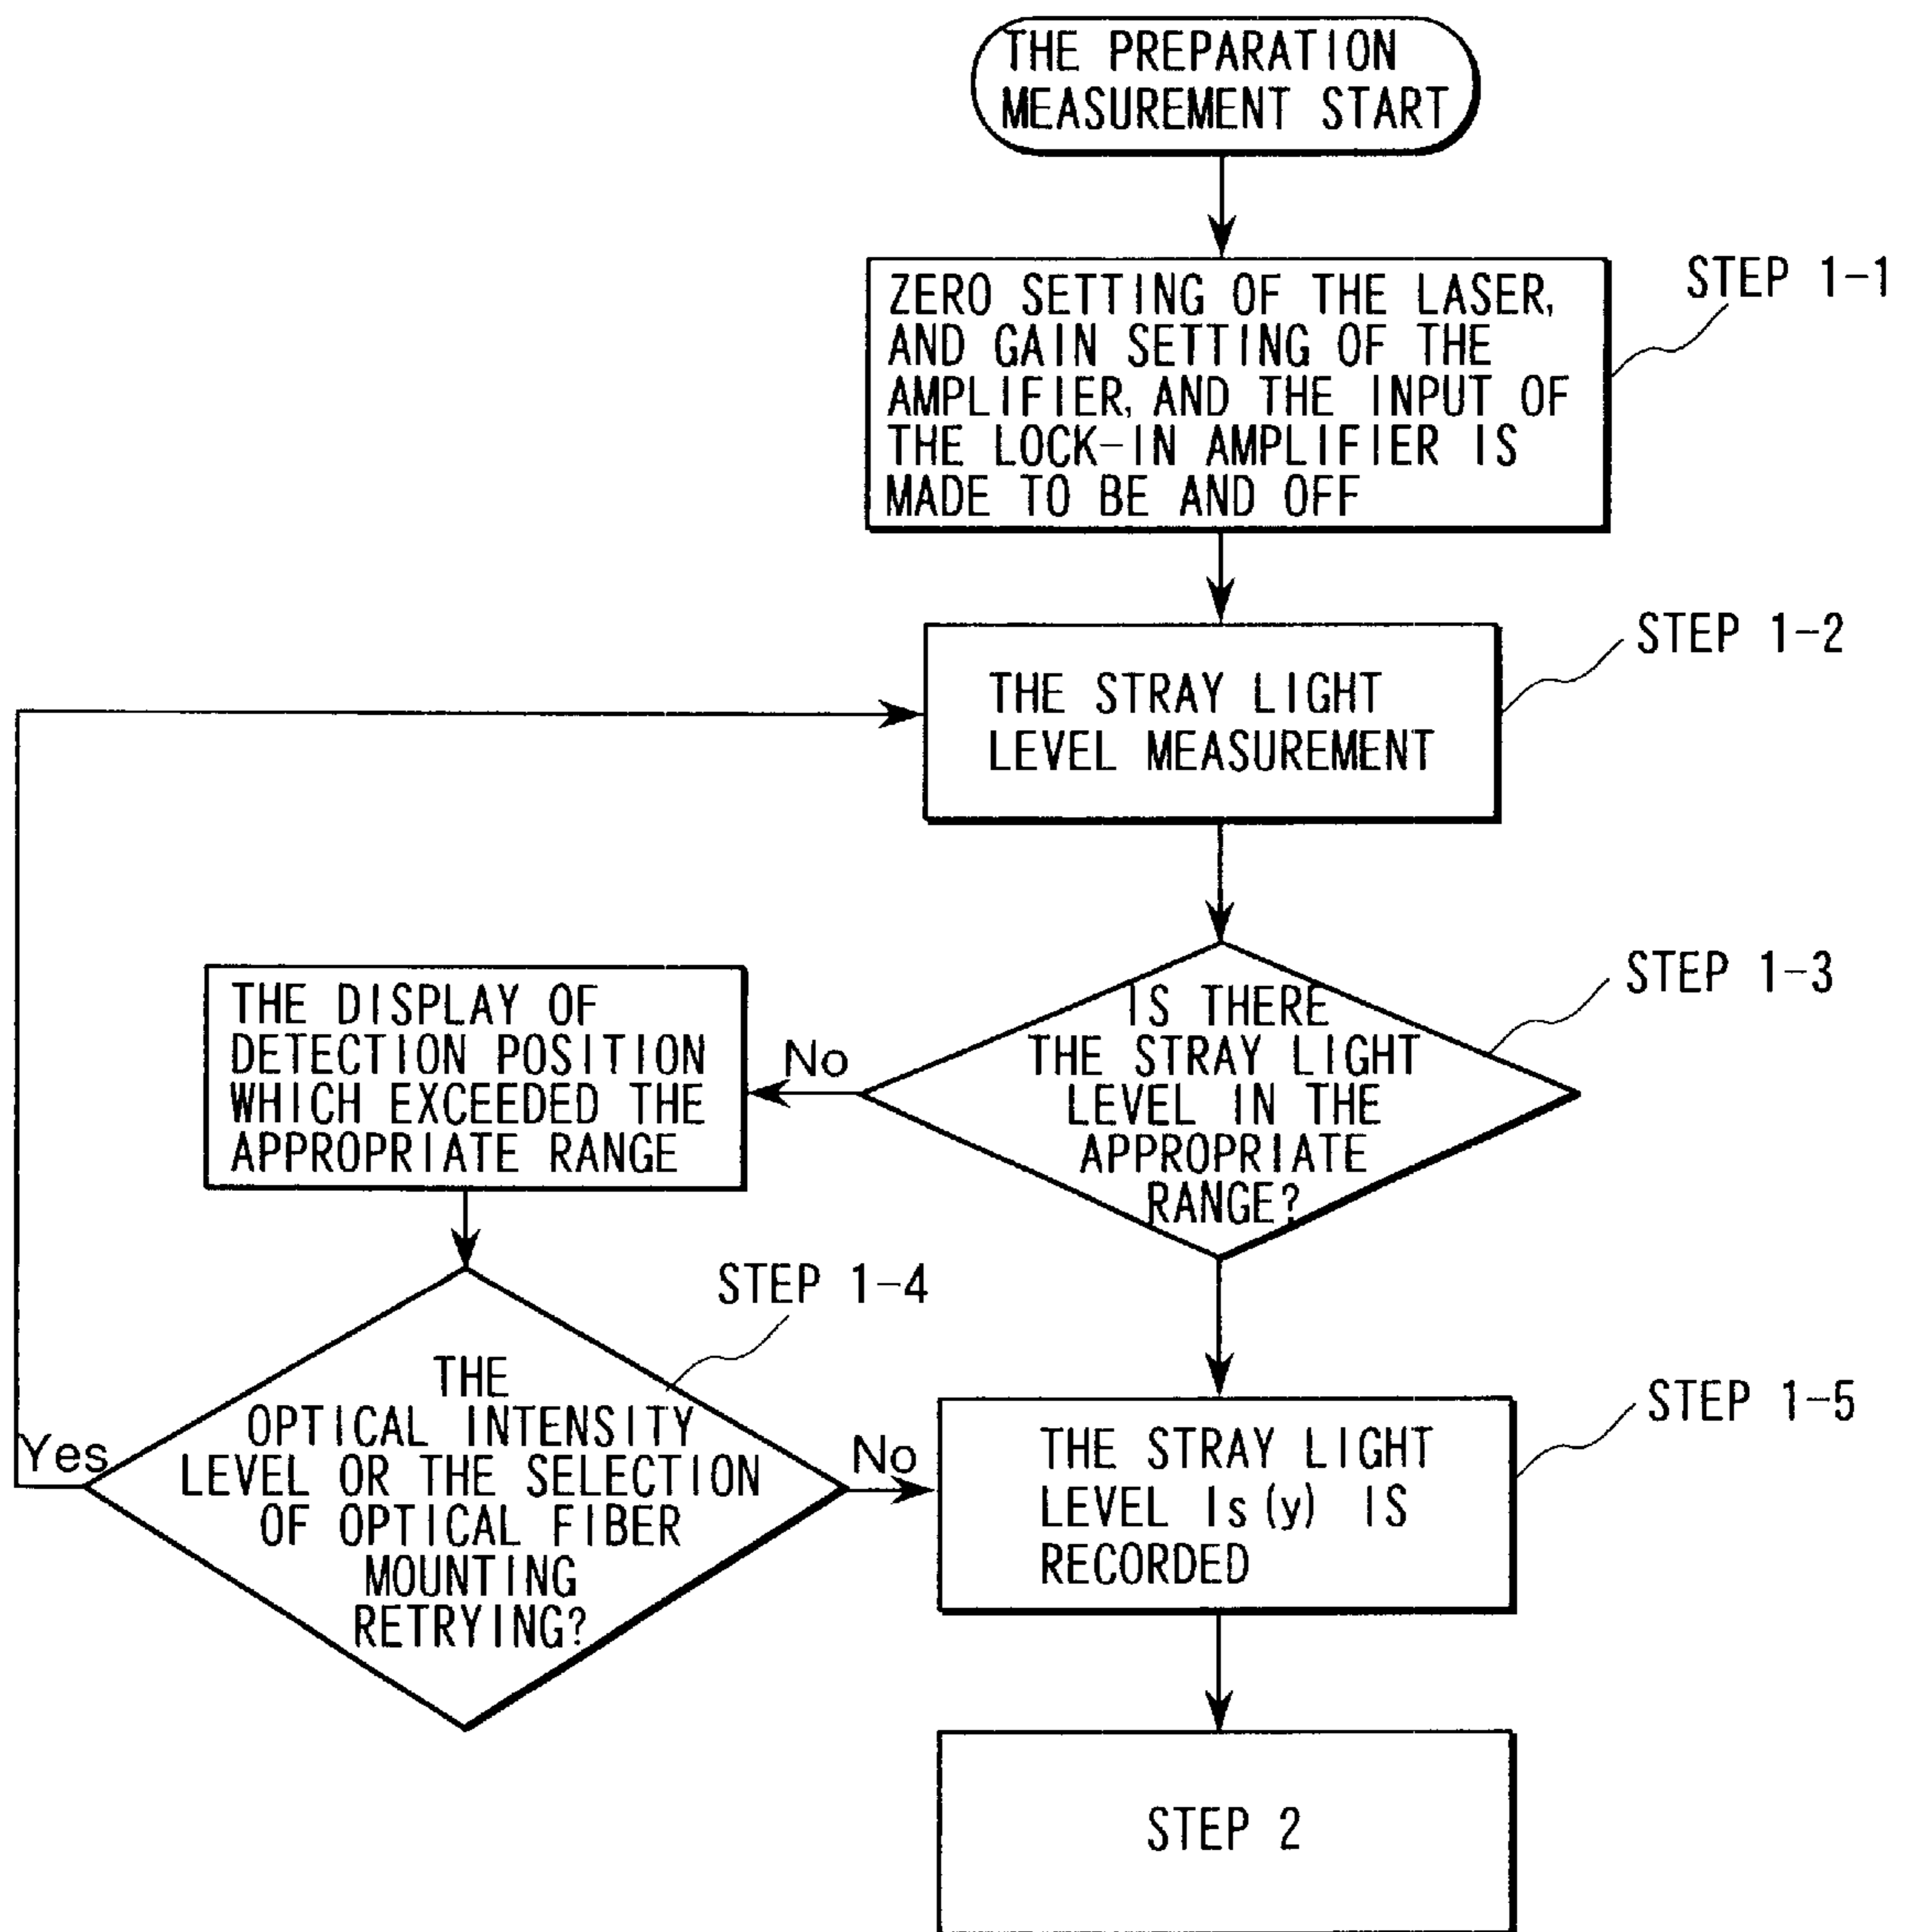 THE PREPARATION
MEASUREMENT START
STEP 1-1
ZERO SETTING OF THE LASER,
AND GAIN SETTING OF THE
AMPLIFIER, AND THE INPUT OF
THE LOCK-IN AMPLIFIER IS
MADE TO BE AND OFF
STEP 1-2
THE STRAY LIGHT
LEVEL MEASUREMENT
STEP 1-3
IS THERE
THE STRAY LIGHT
LEVEL IN THE
APPROPRIATE
RANGE?
No
THE DISPLAY OF
DETECTION POSITION
WHICH EXCEEDED THE
APPROPRIATE RANGE
STEP 1-4
THE
OPTICAL INTENSITY
LEVEL OR THE SELECTION
OF OPTICAL FIBER
MOUNTING
RETRYING?
Yes
No
STEP 1-5
THE STRAY LIGHT
LEVEL Is(y) IS
RECORDED
STEP 2